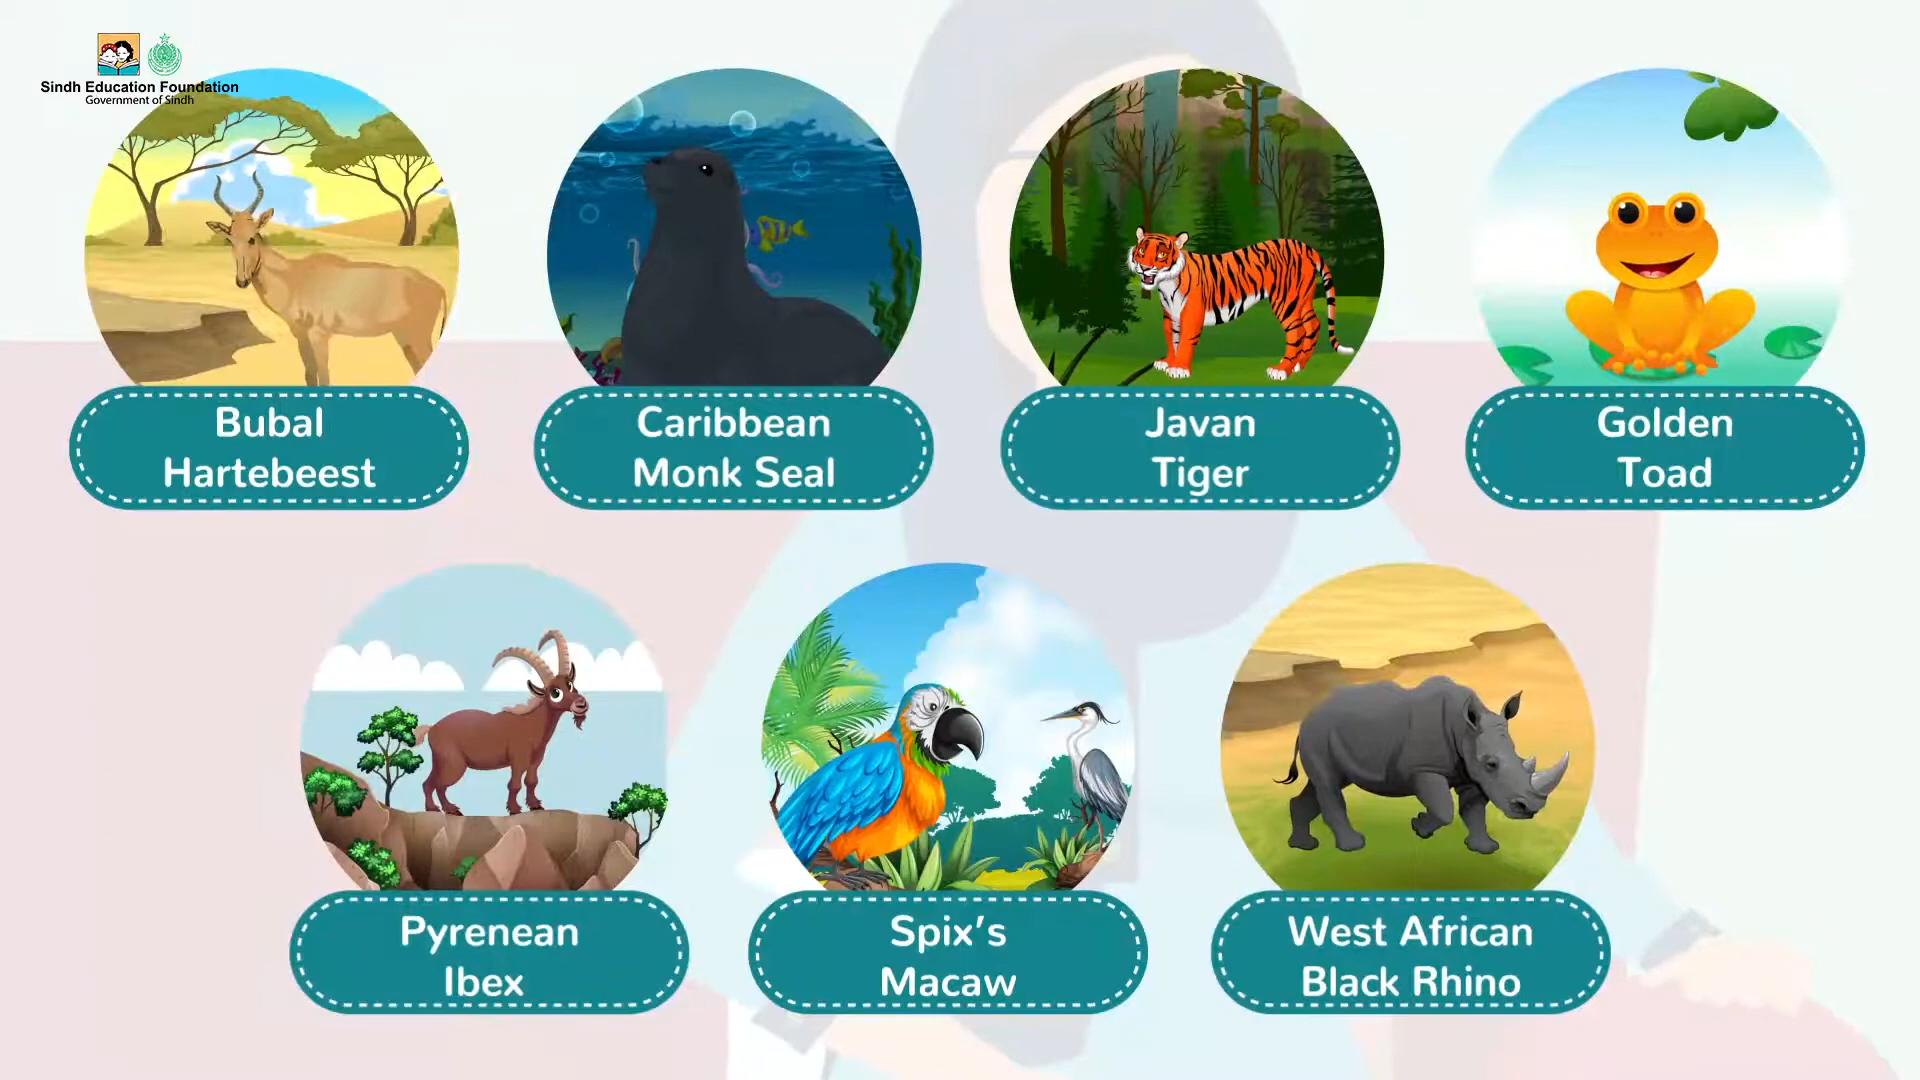 Sindh Education Foundation
Government of Sindh
Bubal
Hartebeest
Caribbean
Monk Seal
Javan
Tiger
Golden
Toad
Pyrenean
Ibex
Spix's
Macaw
West African
Black Rhino